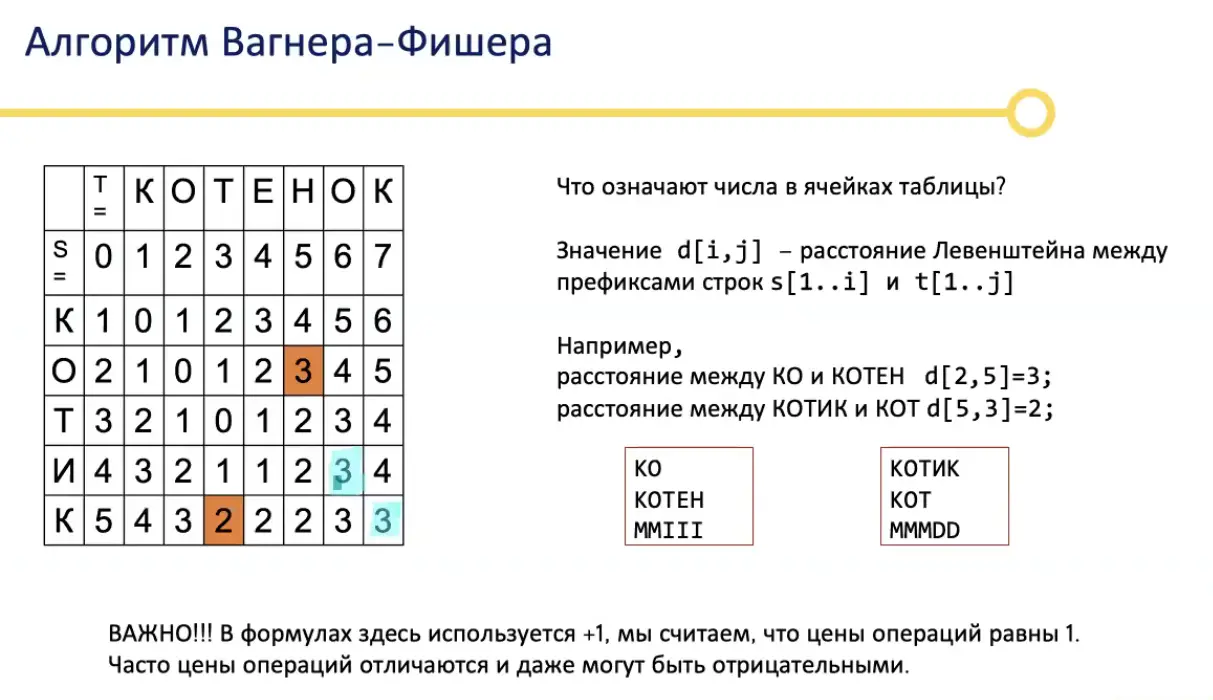 Алгоритм Вагнера–Фишера
T = К О Т Е Н О К
S = 0 1 2 3 4 5 6 7
К 1 0 1 2 3 4 5 6
О 2 1 0 1 2 3 4 5
Т 3 2 1 0 1 2 3 4
И 4 3 2 1 1 2 3 4
К 5 4 3 2 2 2 3 3
Что означают числа в ячейках таблицы?
Значение d[i,j] – расстояние Левенштейна между
префиксами строк s[1..i] и t[1..j]
Например,
расстояние между КО и КОТЕН d[2,5]=3;
расстояние между КОТИК и КОТ d[5,3]=2;
КО
КОТЕН
MMIII
КОТИК
КОТ
MMMDD
ВАЖНО!!! В формулах здесь используется +1, мы считаем, что цены операций равны 1.
Часто цены операций отличаются и даже могут быть отрицательными.